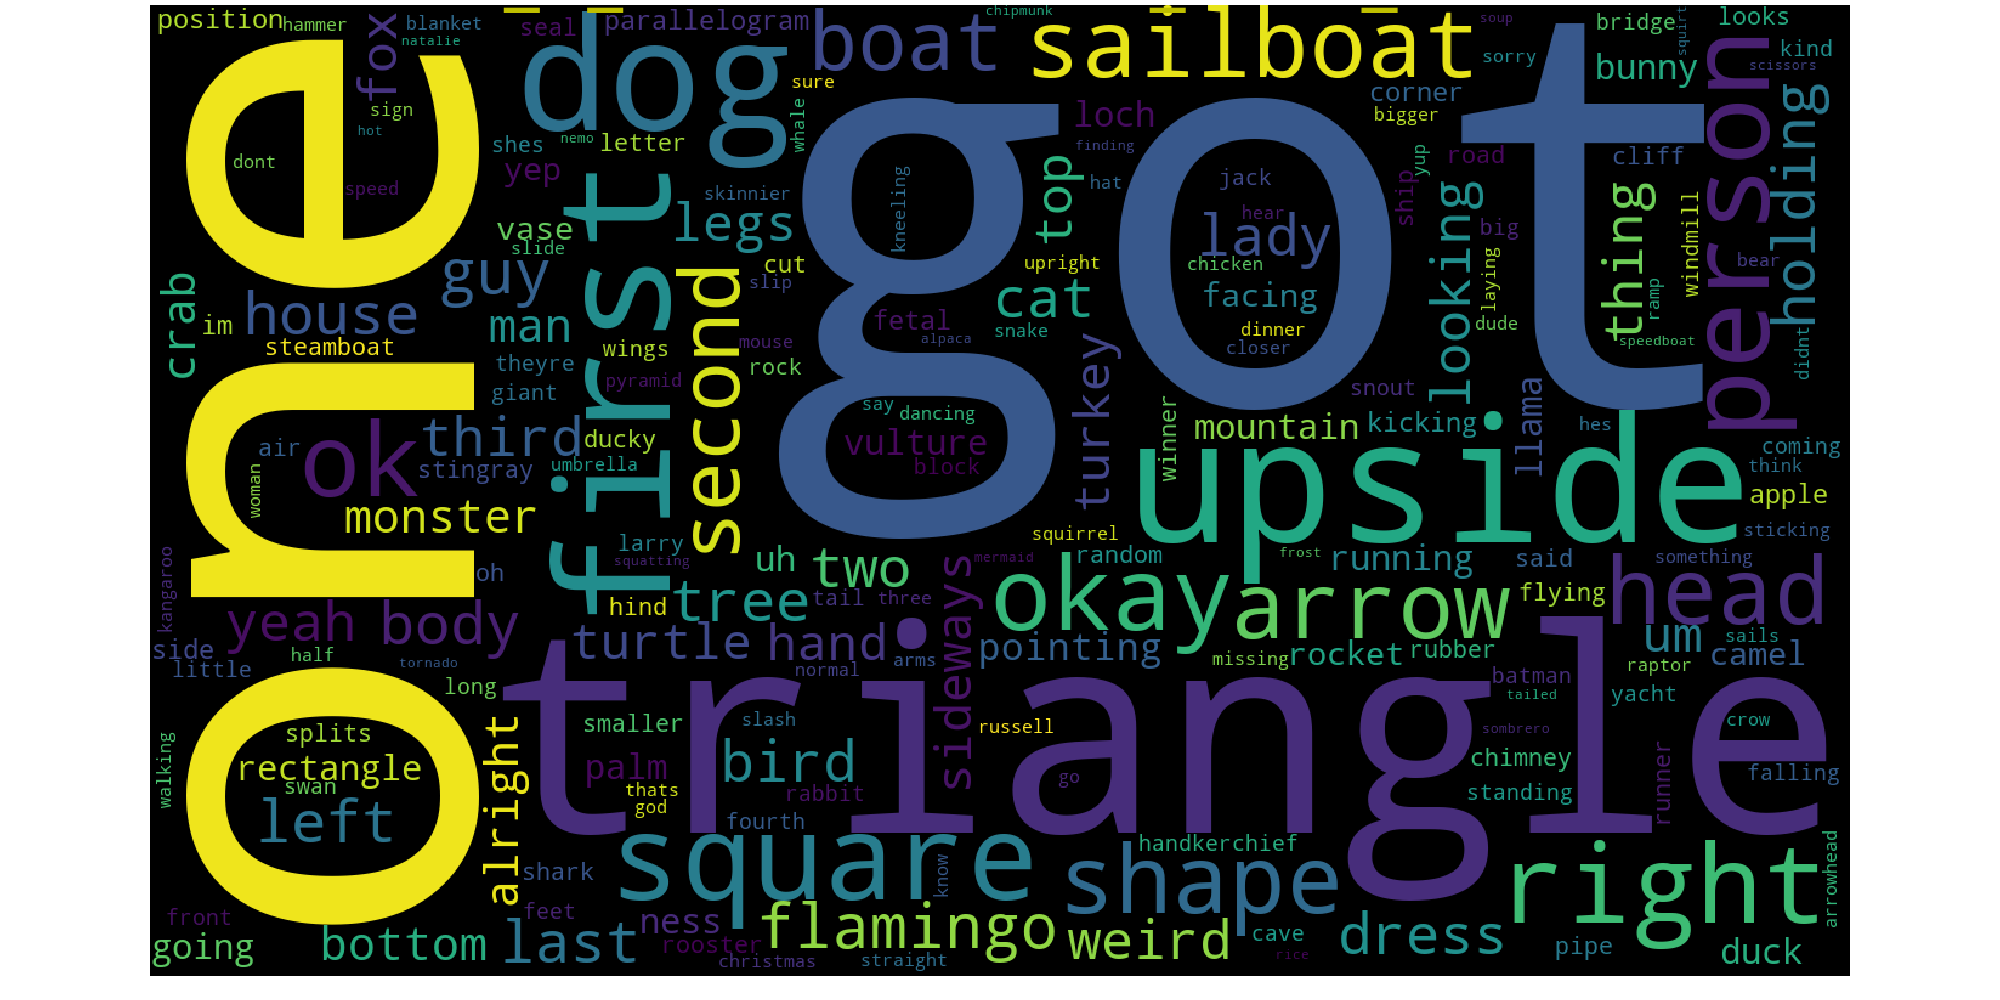 position
hammer
fox
blanket
natalie
seal
parallelogram
boat
chipmunk
sailboat
soup
squirt
bridge
looks
kind
scissors
sorry
bunny
person
holding
one
dog
sure
got
sign
hot
dont
speed
shes
nemo
letter
yep
whale
loch
corner
bigger
finding
yup
road
cliff
skinnier
kneeling
top
hat
jack
ship
first
legs
vase
slide
lady
hear
big
looking
thing
windmill
bear
guy
second
cut
slip
upright
chicken
facing
laying
ramp
crab
im
house
man
cat
snake
fetal
alpaca
dinner
closer
dude
speedboat
didnt
steamboat
theyre
wings
mouse
rock
giant
pyramid
turkey
snout
llama
say
dancing
winner
mountain
kicking
hes
air
ok
third
ducky
stingray
umbrella
vulture
block
upside
coming
think
apple
woman
monster
larry
squatting
squirrel
sticking
kangaroo
oh
uh
two
mermaid
random
frost
running
said
something
yeah
body
hind
tree
tail
three
sideways
okay
arrow
flying
head
side
little
half
tornado
turtle
hand
normal
arms
pointing
missing
rocket
rubber
um
sails
raptor
camel
long
triangle
batman
tailed
yacht
splits
alright
smaller
slash
russell
sombrero
crow
walking
rectangle
swan
left
palm
thats
god
bird
rabbit
go
chimney
standing
runner
falling
fourth
square
know
handkerchief
shape
right
arrowhead
shark
front
going
bottom
feet
last
ness
rooster
christmas
flamingo
straight
weird
cave
rice
dress
pipe
duck